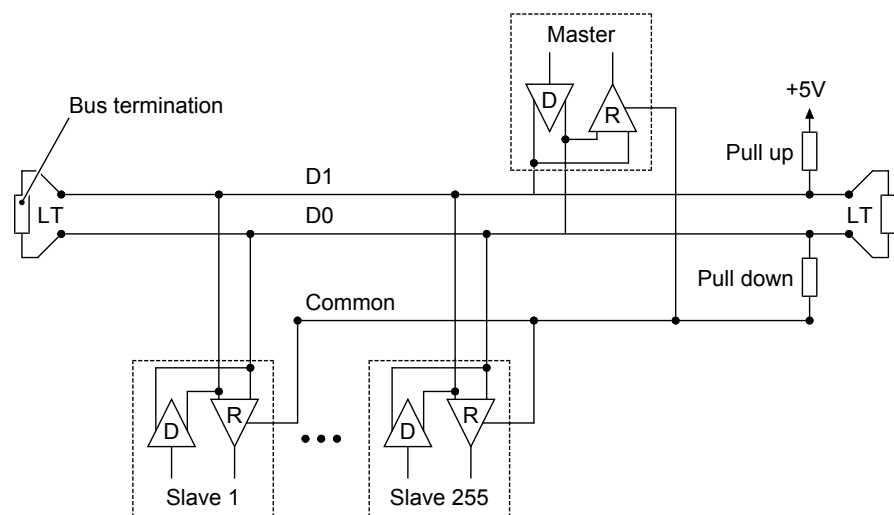 Master
D
R
+5V
Bus termination
Pull up
D1
LT
LT
D0
Pull down
Common
D
R
D
R
Slave 1
Slave 255